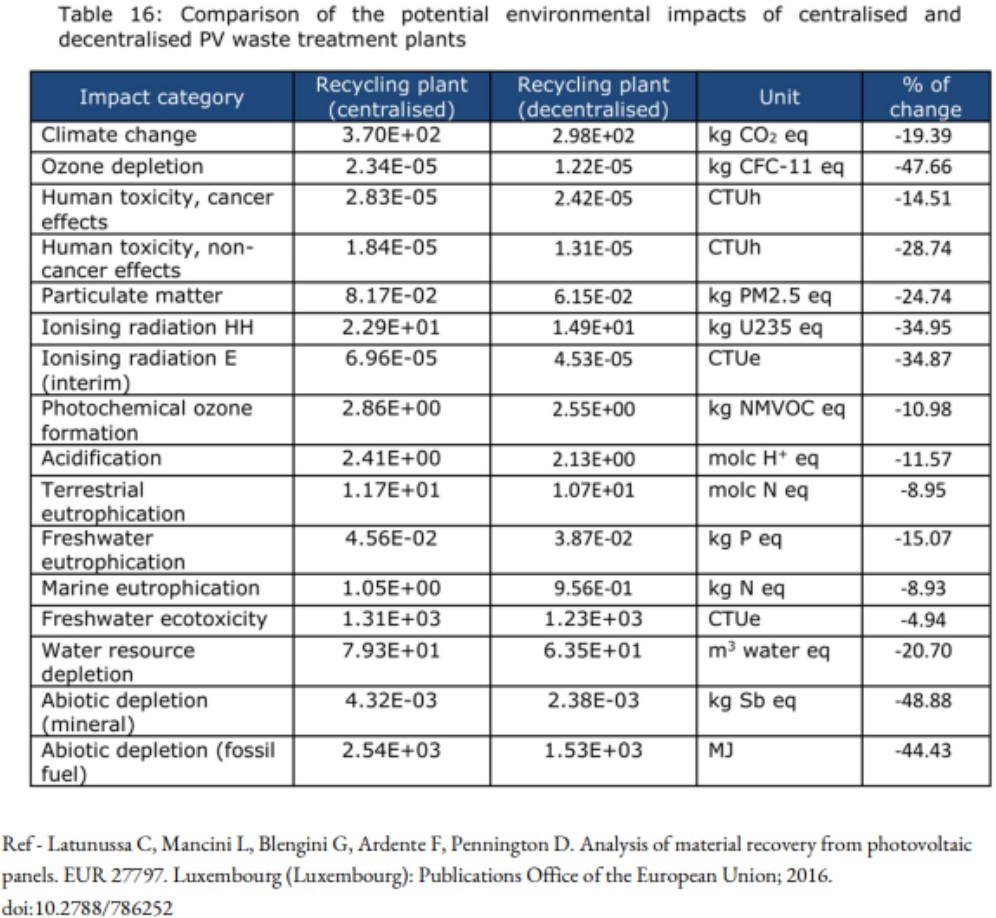 Table 16: Comparison of the potential environmental impacts of centralised and
decentralised PV waste treatment plants
Impact category Recycling plant (centralised) Recycling plant (decentralised) Unit % of change
Climate change 3.70E+02 2.98E+02 kg CO₂ eq -19.39
Ozone depletion 2.34E-05 1.22E-05 kg CFC-11 eq -47.66
Human toxicity, cancer effects 2.83E-05 2.42E-05 CTUh -14.51
Human toxicity, non-cancer effects 1.84E-05 1.31E-05 CTUh -28.74
Particulate matter 8.17E-02 6.15E-02 kg PM2.5 eq -24.74
Ionising radiation HH 2.29E+01 1.49E+01 kg U235 eq -34.95
Ionising radiation E (interim) 6.96E-05 4.53E-05 CTUe -34.87
Photochemical ozone formation 2.86E+00 2.55E+00 kg NMVOC eq -10.98
Acidification 2.41E+00 2.13E+00 molc H⁺ eq -11.57
Terrestrial eutrophication 1.17E+01 1.07E+01 molc N eq -8.95
Freshwater eutrophication 4.56E-02 3.87E-02 kg P eq -15.07
Marine eutrophication 1.05E+00 9.56E-01 kg N eq -8.93
Freshwater ecotoxicity 1.31E+03 1.23E+03 CTUe -4.94
Water resource depletion 7.93E+01 6.35E+01 m³ water eq -20.70
Abiotic depletion (mineral) 4.32E-03 2.38E-03 kg Sb eq -48.88
Abiotic depletion (fossil fuel) 2.54E+03 1.53E+03 MJ -44.43
Ref - Latunussa C, Mancini L, Blengini G, Ardente F, Pennington D. Analysis of material recovery from photovoltaic
panels. EUR 27797. Luxembourg (Luxembourg): Publications Office of the European Union; 2016.
doi:10.2788/786252